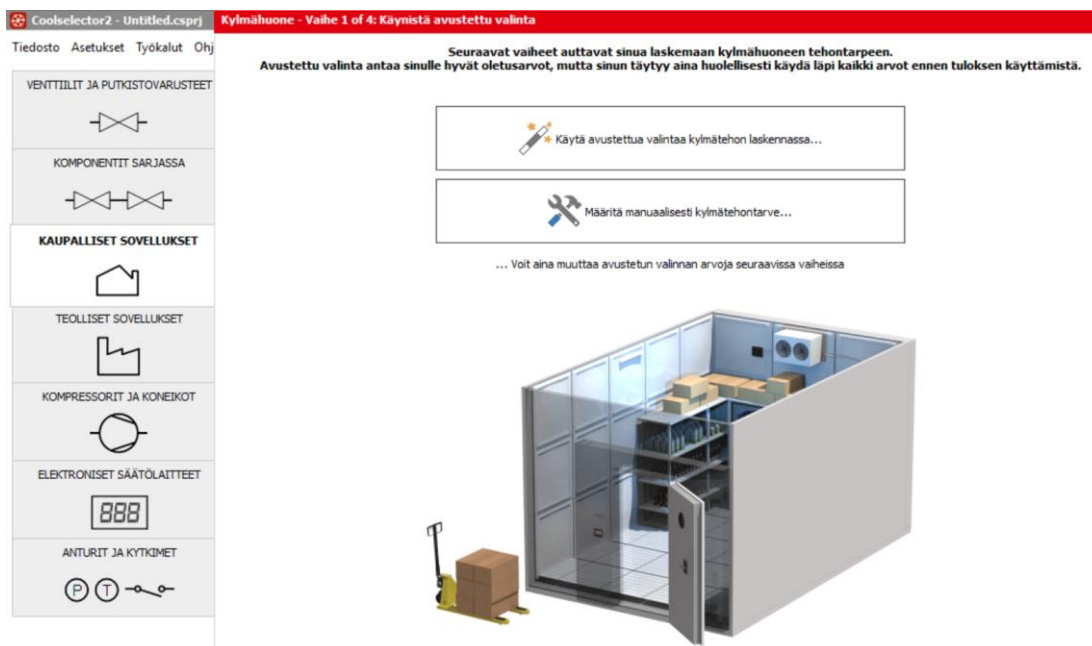 Coolselector2 - Untitled.csprj
Kylmähuone - Vaihe 1 of 4: Käynistä avustettu valinta
Tiedosto Asetukset Työkalut Ohj
Seuraavat vaiheet auttavat sinua laskemaan kylmähuoneen tehontarpeen.
Avustettu valinta antaa sinulle hyvät oletusarvot, mutta sinun täytyy aina huolellisesti käydä läpi kaikki arvot ennen tuloksen käyttämistä.
VENTTIILIT JA PUTKISTOVARUSTEET
KOMPONENTIT SARJASSA
KAUPALLISET SOVELLUKSET
TEOLLISET SOVELLUKSET
KOMPRESSORIT JA KONEIKOT
ELEKTRONISET SÄÄTÖLAITTEET
888
ANTURIT JA KYTKIMET
P T
Käytä avustettua valintaa kylmätehon laskennassa...
Määritä manuaalisesti kylmätehontarve...
... Voit aina muuttaa avustetun valinnan arvoja seuraavissa vaiheissa